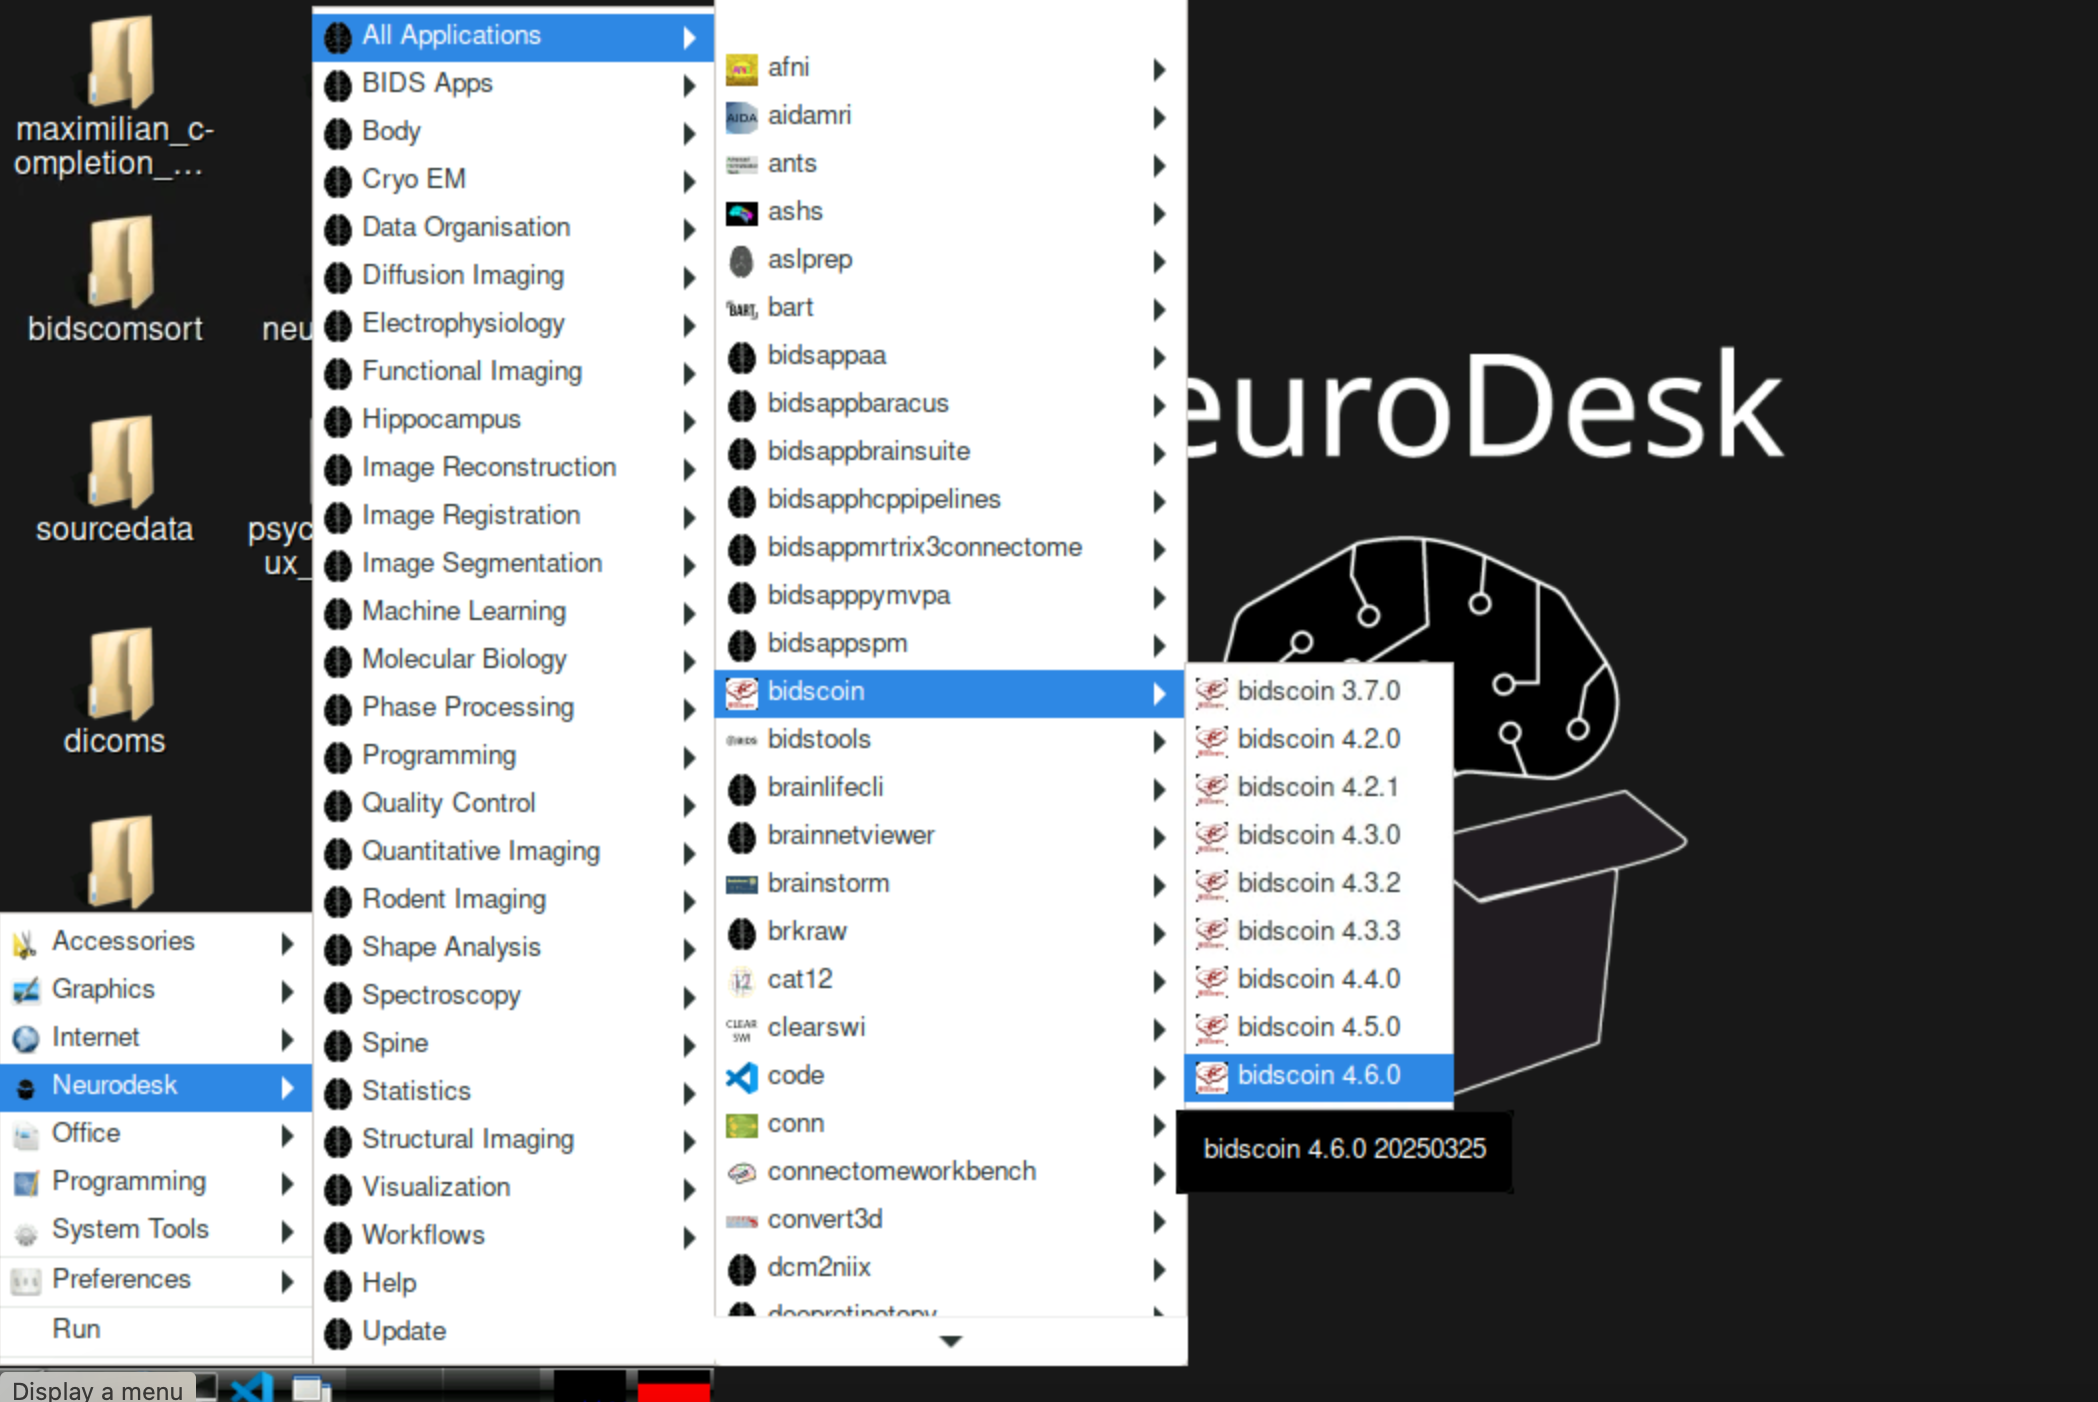 maximilian_c-
ompletion_...
bidscomsort
sourcedata
dicoms
neu
psyc
ux_
Accessories
Graphics
Internet
Neurodesk
Office
Programming
System Tools
Preferences
Run
Display a menu
All Applications
BIDS Apps
Body
Cryo EM
Data Organisation
Diffusion Imaging
Electrophysiology
Functional Imaging
Hippocampus
Image Reconstruction
Image Registration
Image Segmentation
Machine Learning
Molecular Biology
Phase Processing
Programming
Quality Control
Quantitative Imaging
Rodent Imaging
Shape Analysis
Spectroscopy
Spine
Statistics
Structural Imaging
Visualization
Workflows
Help
Update
afni
AIDA aidamri
ants
ashs
aslprep
BART bart
bidsappaa
bidsappbaracus
bidsappbrainsuite
bidsapphcppipelines
bidsappmrtrix3connectome
bidsapppymvpa
bidsappspm
bidscoin
bidstools
brainlifecli
brainnetviewer
brainstorm
brkraw
cat12
CLEAR SWI clearswi
code
conn
connectomeworkbench
convert3d
dcm2niix
bidscoin 3.7.0
bidscoin 4.2.0
bidscoin 4.2.1
bidscoin 4.3.0
bidscoin 4.3.2
bidscoin 4.3.3
bidscoin 4.4.0
bidscoin 4.5.0
bidscoin 4.6.0
bidscoin 4.6.0 20250325
euroDesk